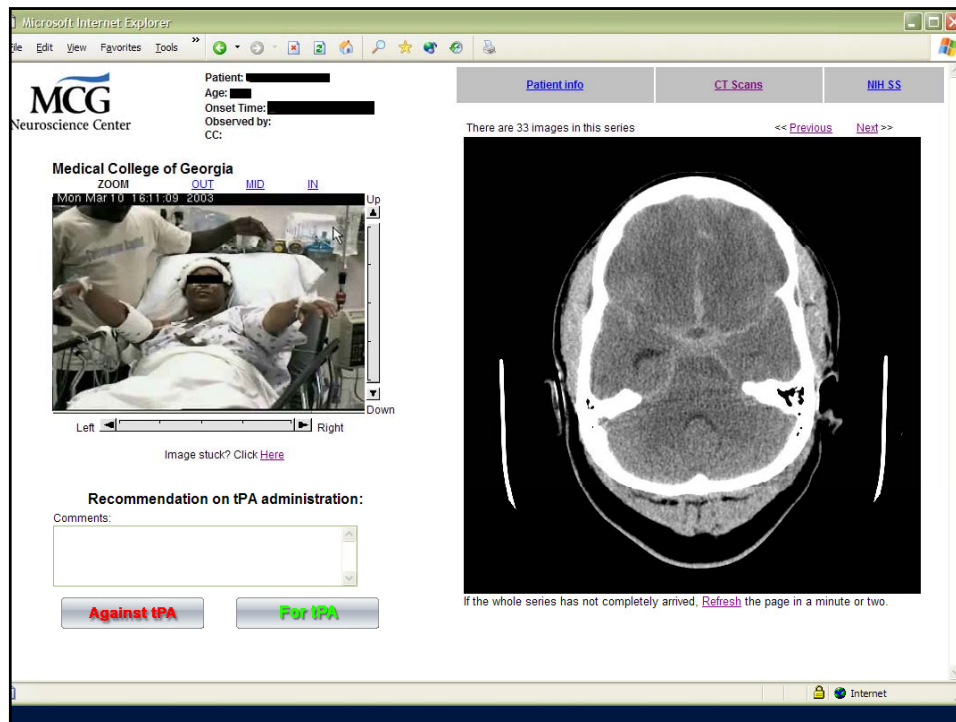 Microsoft Internet Explorer
File Edit View Favorites Tools »
MCG
Neuroscience Center
Patient:
Age:
Onset Time:
Observed by:
CC:
Medical College of Georgia
ZOOM OUT MID IN
Mon Mar 10 16:11:09 2003
Up
Down
Left Right
Image stuck? Click Here
Recommendation on tPA administration:
Comments:
Against tPA For tPA
Patient info CT Scans NIH SS
There are 33 images in this series << Previous Next >>
If the whole series has not completely arrived, Refresh the page in a minute or two.
Internet